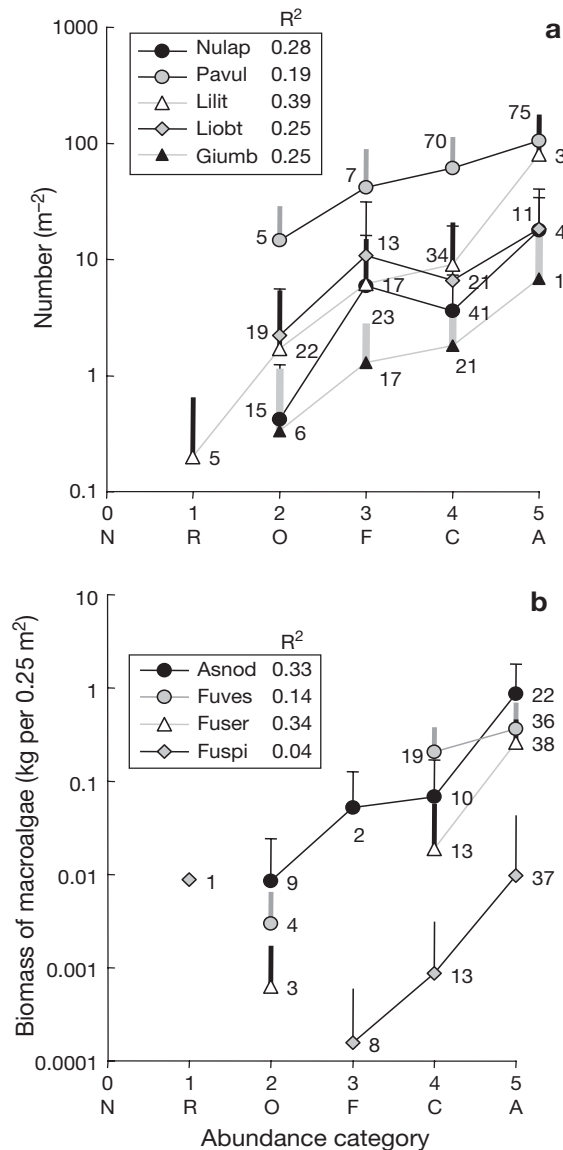 R²
a
Nulap 0.28
Pavul 0.19
Lilit 0.39
Liobt 0.25
Giumb 0.25
Number (m⁻²)
1000
100
10
1
0.1
75
70
7
5
3
13
11
4
34
17
21
19
22
23
41
1
15
6
17
21
5
0 1 2 3 4 5
N R O F C A
b
R²
Asnod 0.33
Fuves 0.14
Fuser 0.34
Fuspi 0.04
Biomass of macroalgae (kg per 0.25 m²)
10
1
0.1
0.01
0.001
0.0001
22
36
19
38
10
2
13
1
9
37
4
3
13
8
0 1 2 3 4 5
N R O F C A
Abundance category